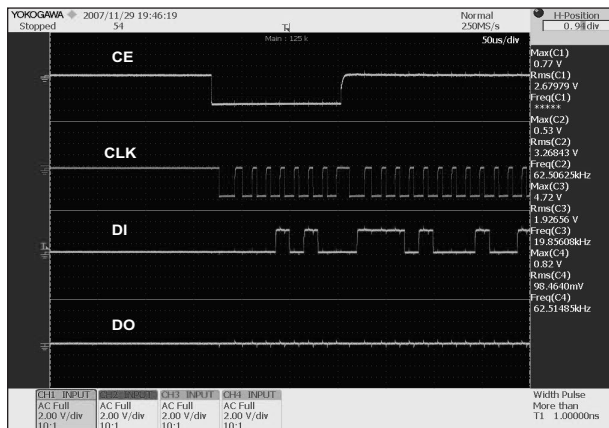 YOKOGAWA 2007/11/29 19:46:19
Stopped 54
Normal
250MS/s
H-Position
Main : 125 k
50us/div
CE
CLK
DI
DO
Max(C1)
0.77 V
Rms(C1)
2.67979 V
Freq(C1)
*****
Max(C2)
0.53 V
Rms(C2)
3.26843 V
Freq(C2)
62.50625kHz
Max(C3)
4.72 V
Rms(C3)
1.92656 V
Freq(C3)
19.85608kHz
Max(C4)
0.82 V
Rms(C4)
98.4640mV
Freq(C4)
62.51485kHz
CH1 INPUT
AC Full
2.00 V/div
10:1
CH2 INPUT
AC Full
2.00 V/div
10:1
CH3 INPUT
AC Full
2.00 V/div
10:1
CH4 INPUT
AC Full
2.00 V/div
10:1
Width Pulse
More than
T1 1.00000ns